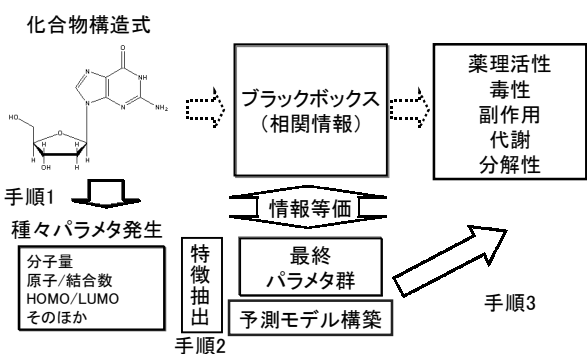 化合物構造式
O
N
NH
N
N
NH₂
HO
O
H
H
H
H
OH
H
ブラックボックス
（相関情報）
薬理活性
毒性
副作用
代謝
分解性
手順1
種々パラメタ発生
分子量
原子/結合数
HOMO/LUMO
そのほか
特徴抽出
手順2
情報等価
最終
パラメタ群
予測モデル構築
手順3